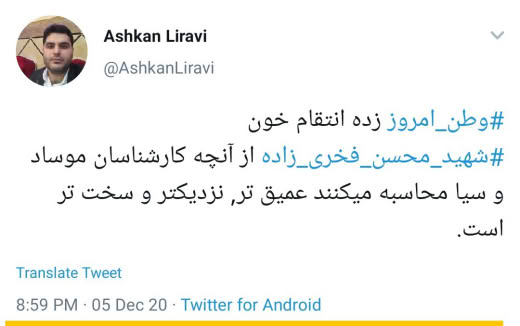 Ashkan Liravi
@AshkanLiravi
#وطن_امروز زده انتقام خون
#شهید_محسن_فخری_زاده از آنچه کارشناسان موساد
و سیا محاسبه میکنند عمیق تر, نزدیکتر و سخت تر
است.
Translate Tweet
8:59 PM · 05 Dec 20 · Twitter for Android